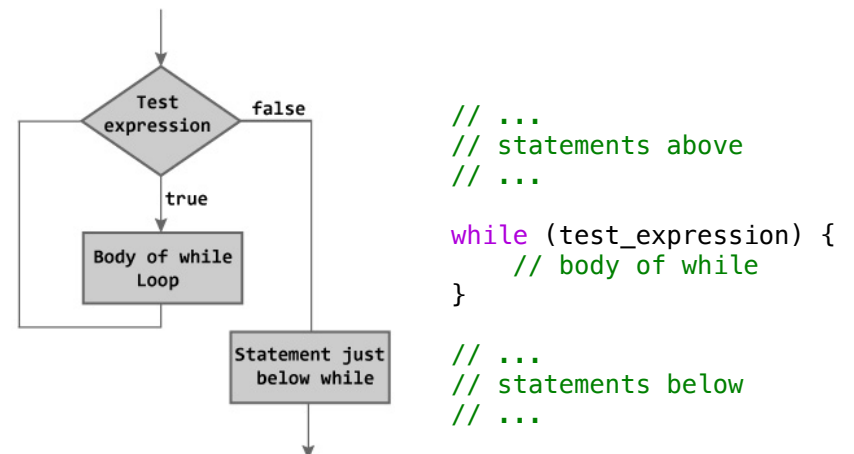 Test
expression
false
true
Body of while
Loop
Statement just
below while
// ...
// statements above
// ...
while (test_expression) {
    // body of while
}
// ...
// statements below
// ...